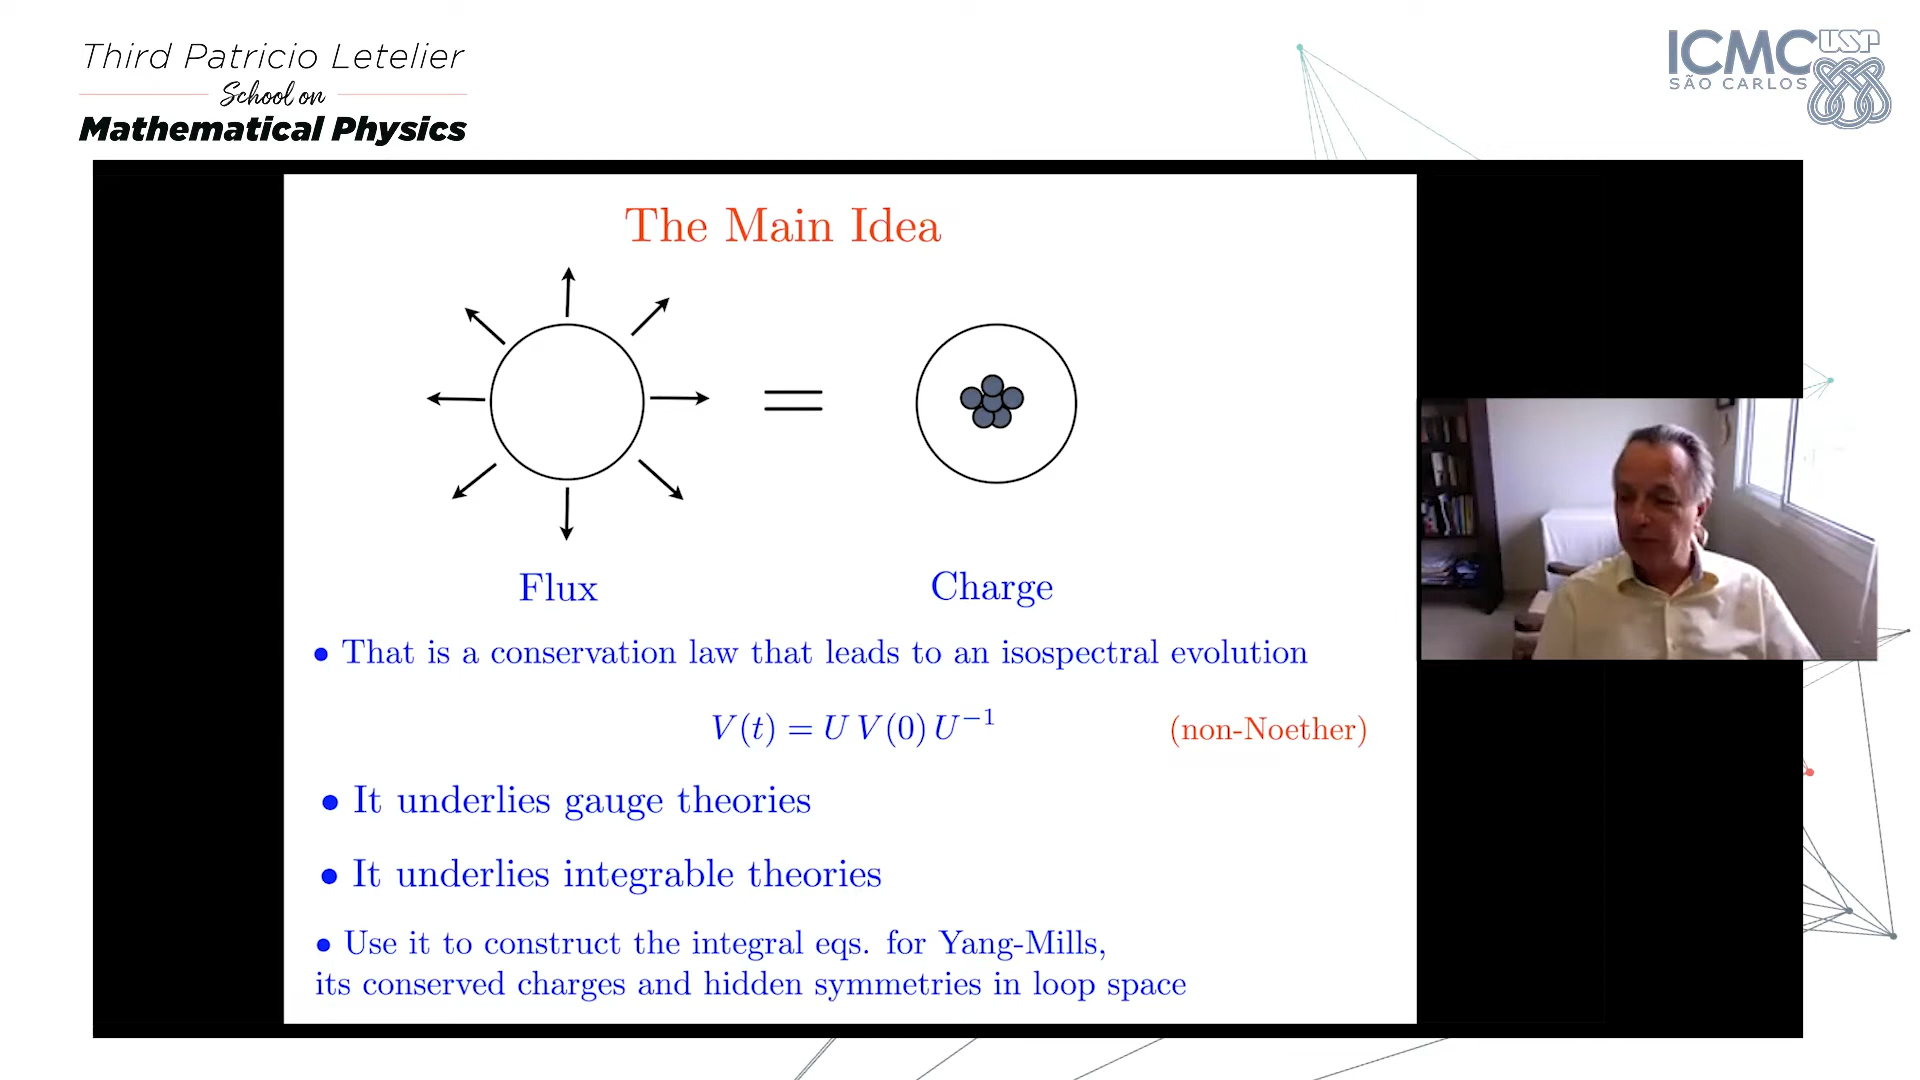 Third Patricio Letelier
School on
Mathematical Physics
ICMC USP
SÃO CARLOS
The Main Idea
=
Flux
Charge
• That is a conservation law that leads to an isospectral evolution
V(t) = U V(0) U⁻¹ (non-Noether)
• It underlies gauge theories
• It underlies integrable theories
• Use it to construct the integral eqs. for Yang-Mills,
its conserved charges and hidden symmetries in loop space